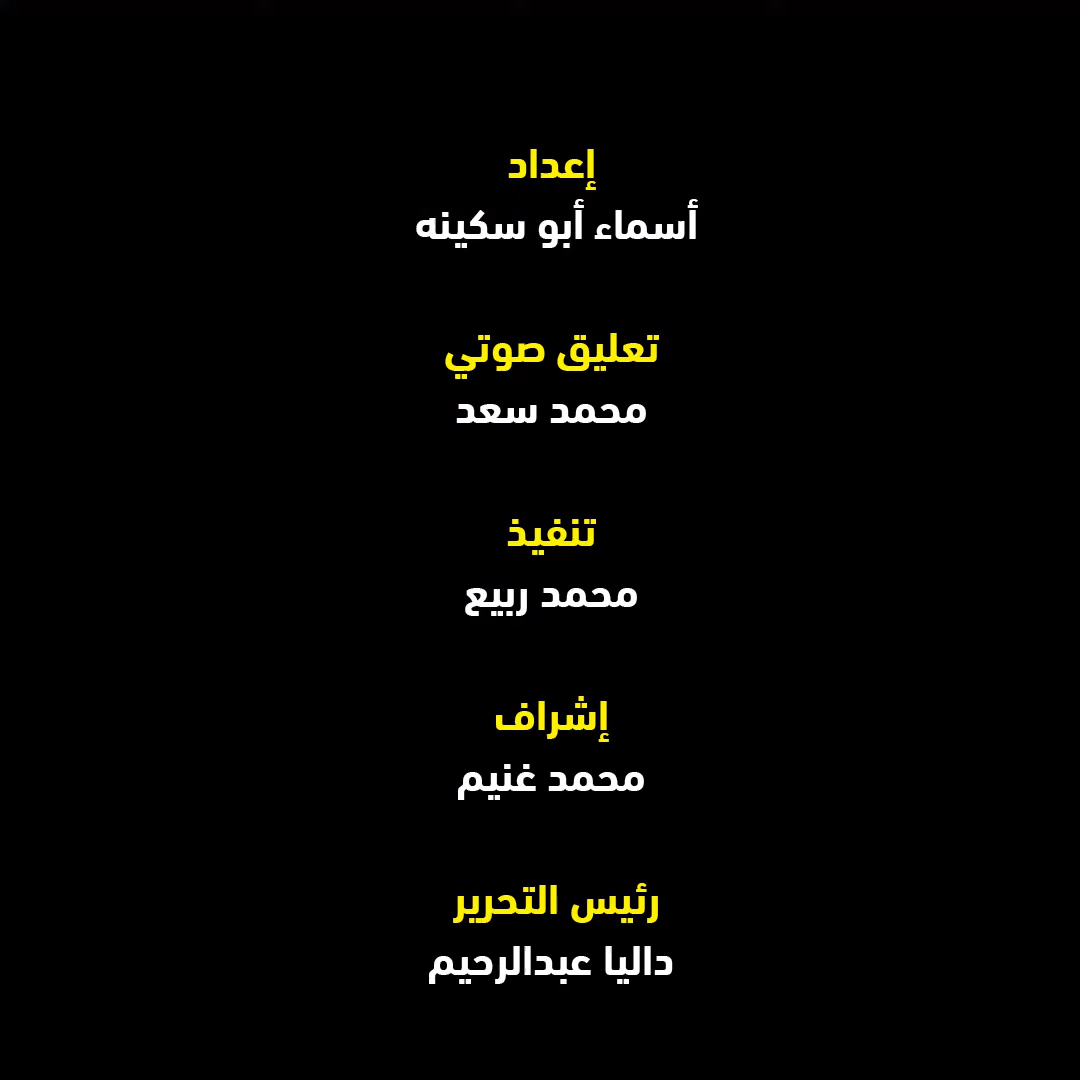 إعداد
أسماء أبو سكينه
تعليق صوتي
محمد سعد
تنفيذ
محمد ربيع
إشراف
محمد غنيم
رئيس التحرير
داليا عبدالرحيم